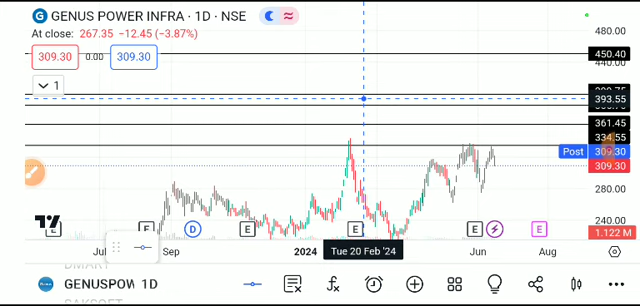 G GENUS POWER INFRA · 1D · NSE
At close: 267.35 −12.45 (−3.87%)
309.30 0.00 309.30
1
480.00
450.40
440.00
393.55
361.45
334.55
Post 309.30
309.30
280.00
240.00
1.122 M
E E D E E E E
Sep 2024 Tue 20 Feb '24 Jun Aug
DMART
GENUSPOW 1D